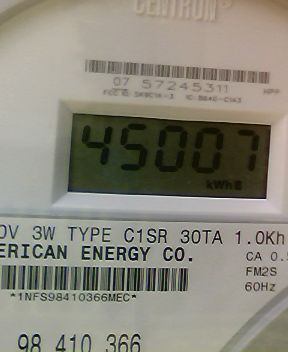 CENTRON®
07 57245311
45007
kWh
0V 3W TYPE C1SR 30TA 1.0Kh
ERICAN ENERGY CO.
CA 0.5
FM2S
60Hz
*1NFS98410366MEC*
98 410 366